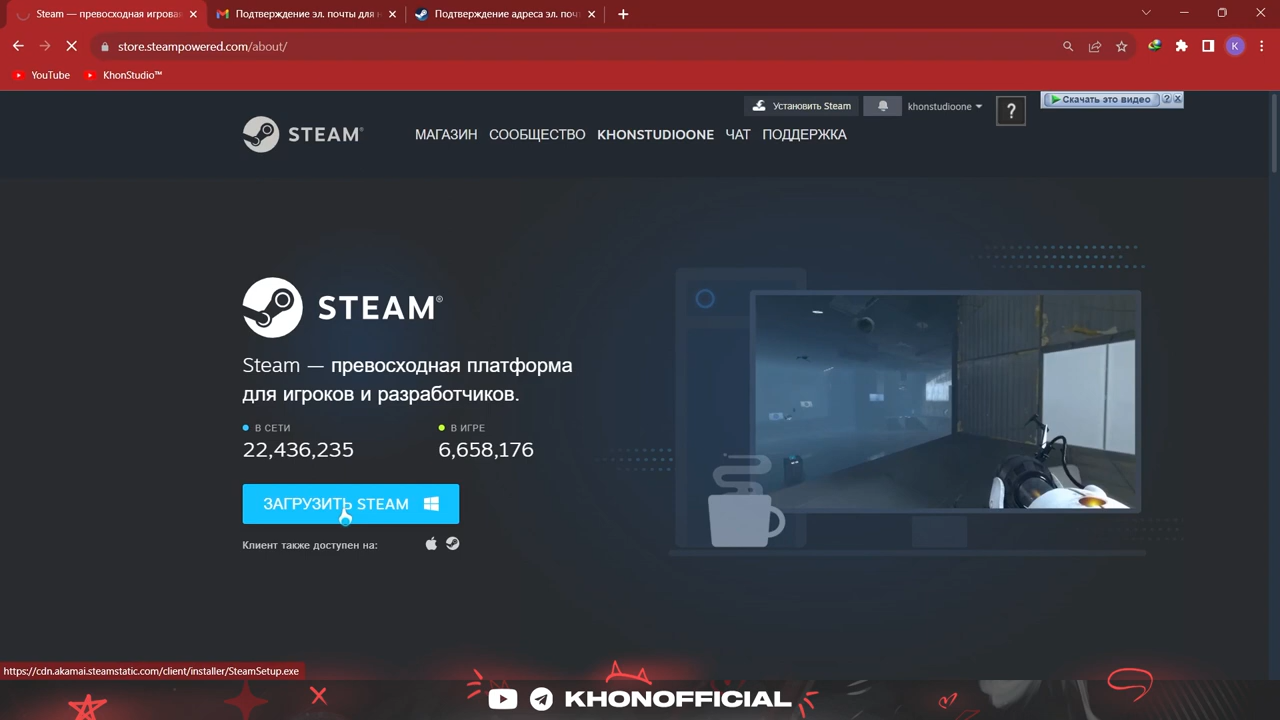 Steam — превосходная игрован
Подтверждение эл. почты для н
Подтверждение адреса эл. поч
store.steampowered.com/about/
K
YouTube
KhonStudio™
Установить Steam
khonstudioone
?
Скачать это видео
?
STEAM®
МАГАЗИН СООБЩЕСТВО KHONSTUDIOONE ЧАТ ПОДДЕРЖКА
STEAM®
Steam — превосходная платформа
для игроков и разработчиков.
В СЕТИ
22,436,235
В ИГРЕ
6,658,176
ЗАГРУЗИТЬ STEAM
Клиент также доступен на:
https://cdn.akamai.steamstatic.com/client/installer/SteamSetup.exe
KHONOFFICIAL